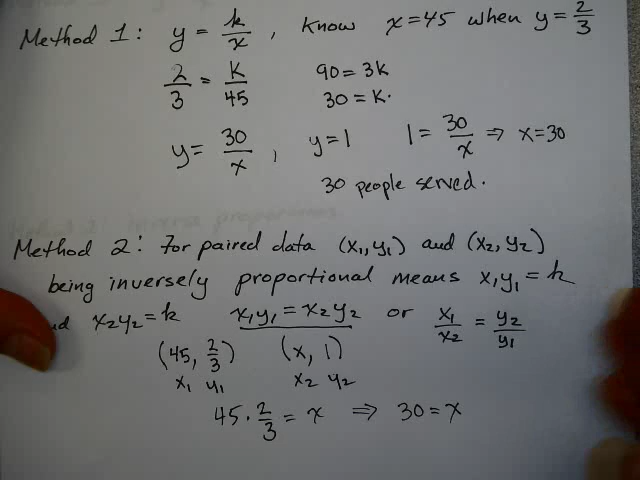 Method 1: y = k/x , Know x=45 when y=2/3
2/3 = K/45 90=3k
30=k.
y= 30/x , y=1 1= 30/x ⇒ x=30
30 people served.
Method 2: For paired data (x₁,y₁) and (x₂,y₂)
being inversely proportional means x₁y₁=k
x₂y₂=k x₁y₁=x₂y₂ or x₁/x₂ = y₂/y₁
(45, 2/3) (x, 1)
x₁ y₁ x₂ y₂
45 · 2/3 = x ⇒ 30=x